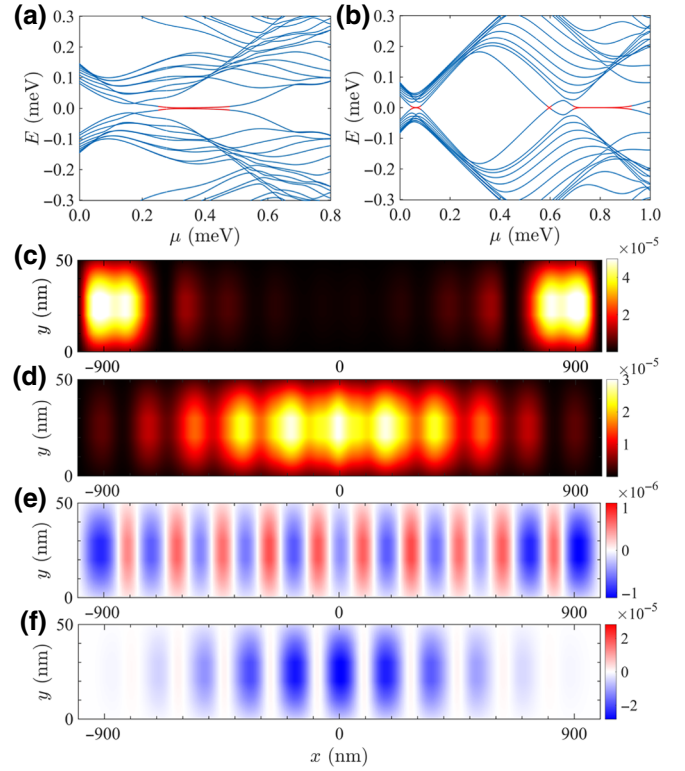 (a) (b)
0.3 0.3
0.2 0.2
0.1 0.1
0.0 0.0
−0.1 −0.1
−0.2 −0.2
−0.3 −0.3
E (meV) E (meV)
0.0 0.2 0.4 0.6 0.8 0.0 0.2 0.4 0.6 0.8 1.0
μ (meV) μ (meV)
(c) ×10⁻⁵
50 4
y (nm) 2
0
−900 0 900
(d) ×10⁻⁵
50 3
y (nm) 2
1
0
−900 0 900
(e) ×10⁻⁶
50 1
y (nm) 0
0 −1
−900 0 900
(f) ×10⁻⁵
50 2
y (nm) 0
−2
0
−900 0 900
x (nm)